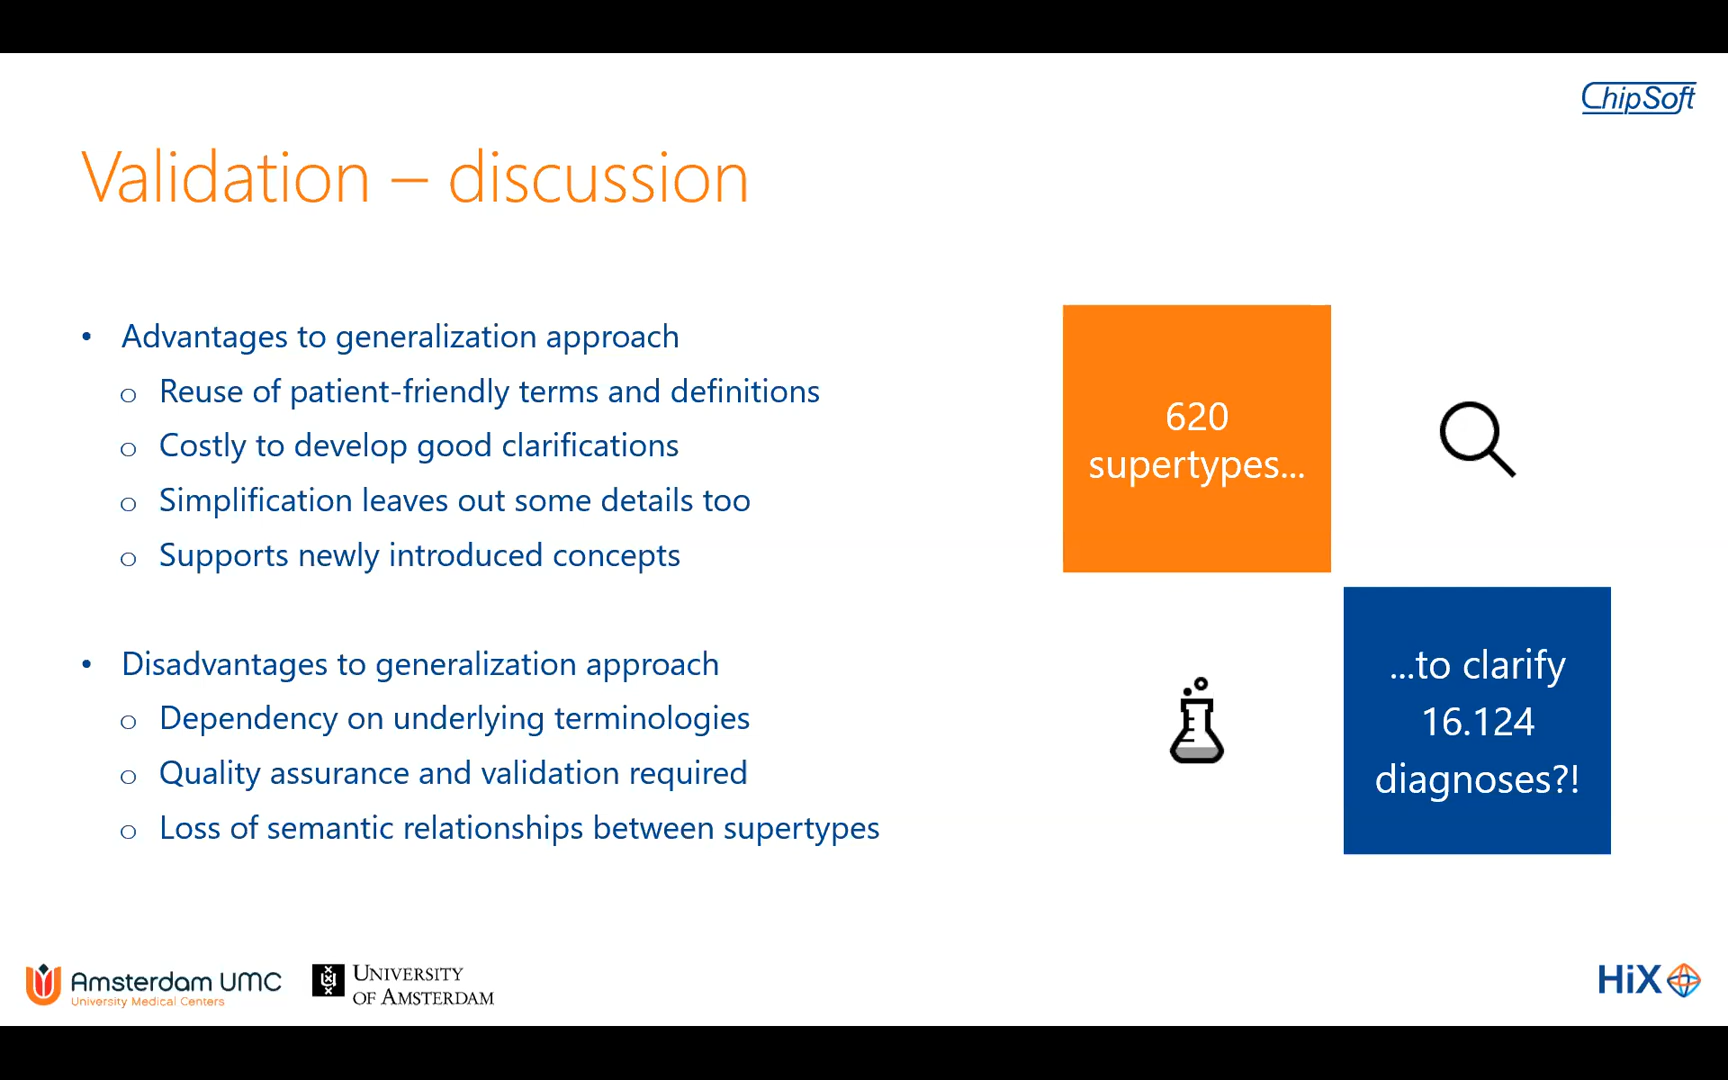 ChipSoft
Validation – discussion
• Advantages to generalization approach
o Reuse of patient-friendly terms and definitions
o Costly to develop good clarifications
o Simplification leaves out some details too
o Supports newly introduced concepts
• Disadvantages to generalization approach
o Dependency on underlying terminologies
o Quality assurance and validation required
o Loss of semantic relationships between supertypes
620
supertypes...
...to clarify
16.124
diagnoses?!
Amsterdam UMC
University Medical Centers
UNIVERSITY
OF AMSTERDAM
HiX